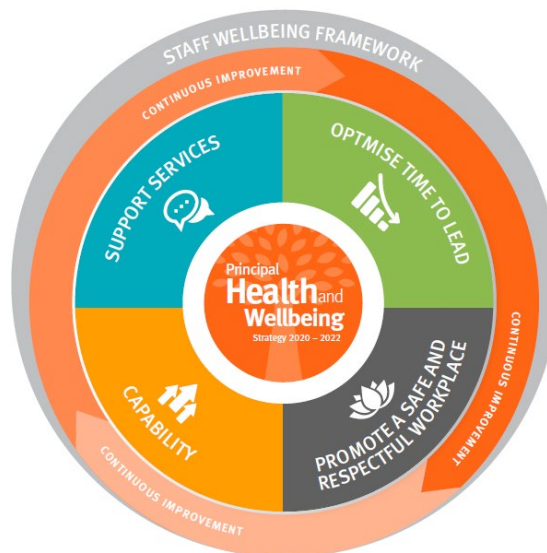 STAFF WELLBEING FRAMEWORK
CONTINUOUS IMPROVEMENT
SUPPORT SERVICES
OPTMISE TIME TO LEAD
Principal
Health and
Wellbeing
Strategy 2020 – 2022
CAPABILITY
PROMOTE A SAFE AND
RESPECTFUL WORKPLACE
CONTINUOUS IMPROVEMENT
CONTINUOUS IMPROVEMENT